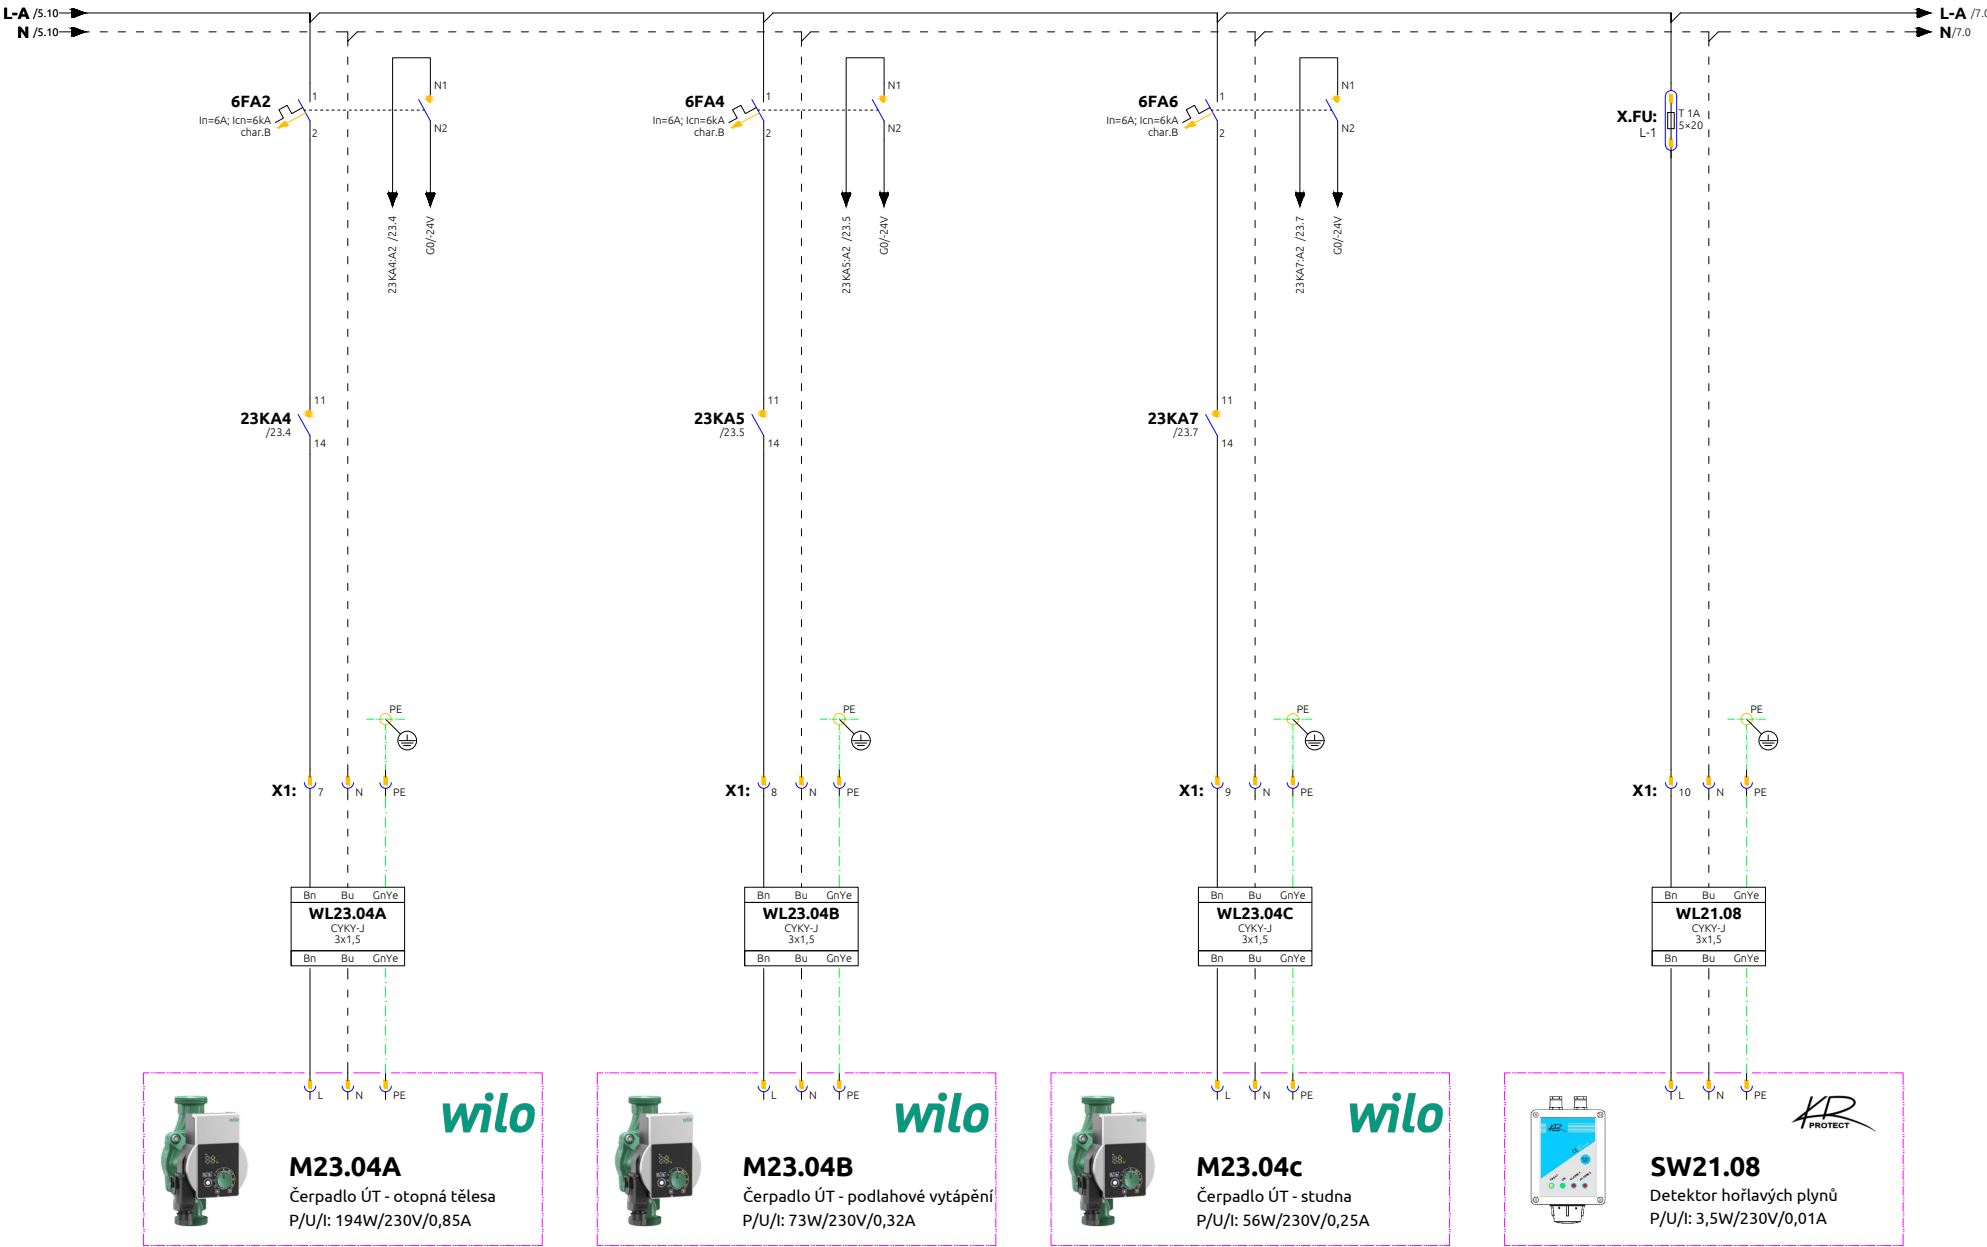 L-A /5.10
N /5.10
L-A /7.0
N/7.0
6FA2
In=6A; Icn=6kA
char.B
1
2
N1
N2
23KA4:A2 /23.4
G0/-24V
6FA4
In=6A; Icn=6kA
char.B
1
2
N1
N2
23KA5:A2 /23.5
G0/-24V
6FA6
In=6A; Icn=6kA
char.B
1
2
N1
N2
23KA7:A2 /23.7
G0/-24V
X.FU:
L-1
T 1A
5×20
23KA4
/23.4
11
14
23KA5
/23.5
11
14
23KA7
/23.7
11
14
PE
PE
PE
PE
X1: 7 N PE
X1: 8 N PE
X1: 9 N PE
X1: 10 N PE
Bn Bu GnYe
WL23.04A
CYKY-J
3x1,5
Bn Bu GnYe
Bn Bu GnYe
WL23.04B
CYKY-J
3x1,5
Bn Bu GnYe
Bn Bu GnYe
WL23.04C
CYKY-J
3x1,5
Bn Bu GnYe
Bn Bu GnYe
WL21.08
CYKY-J
3x1,5
Bn Bu GnYe
L N PE
wilo
M23.04A
Čerpadlo ÚT - otopná tělesa
P/U/I: 194W/230V/0,85A
L N PE
wilo
M23.04B
Čerpadlo ÚT - podlahové vytápění
P/U/I: 73W/230V/0,32A
L N PE
wilo
M23.04c
Čerpadlo ÚT - studna
P/U/I: 56W/230V/0,25A
L N PE
PROTECT
SW21.08
Detektor hořlavých plynů
P/U/I: 3,5W/230V/0,01A